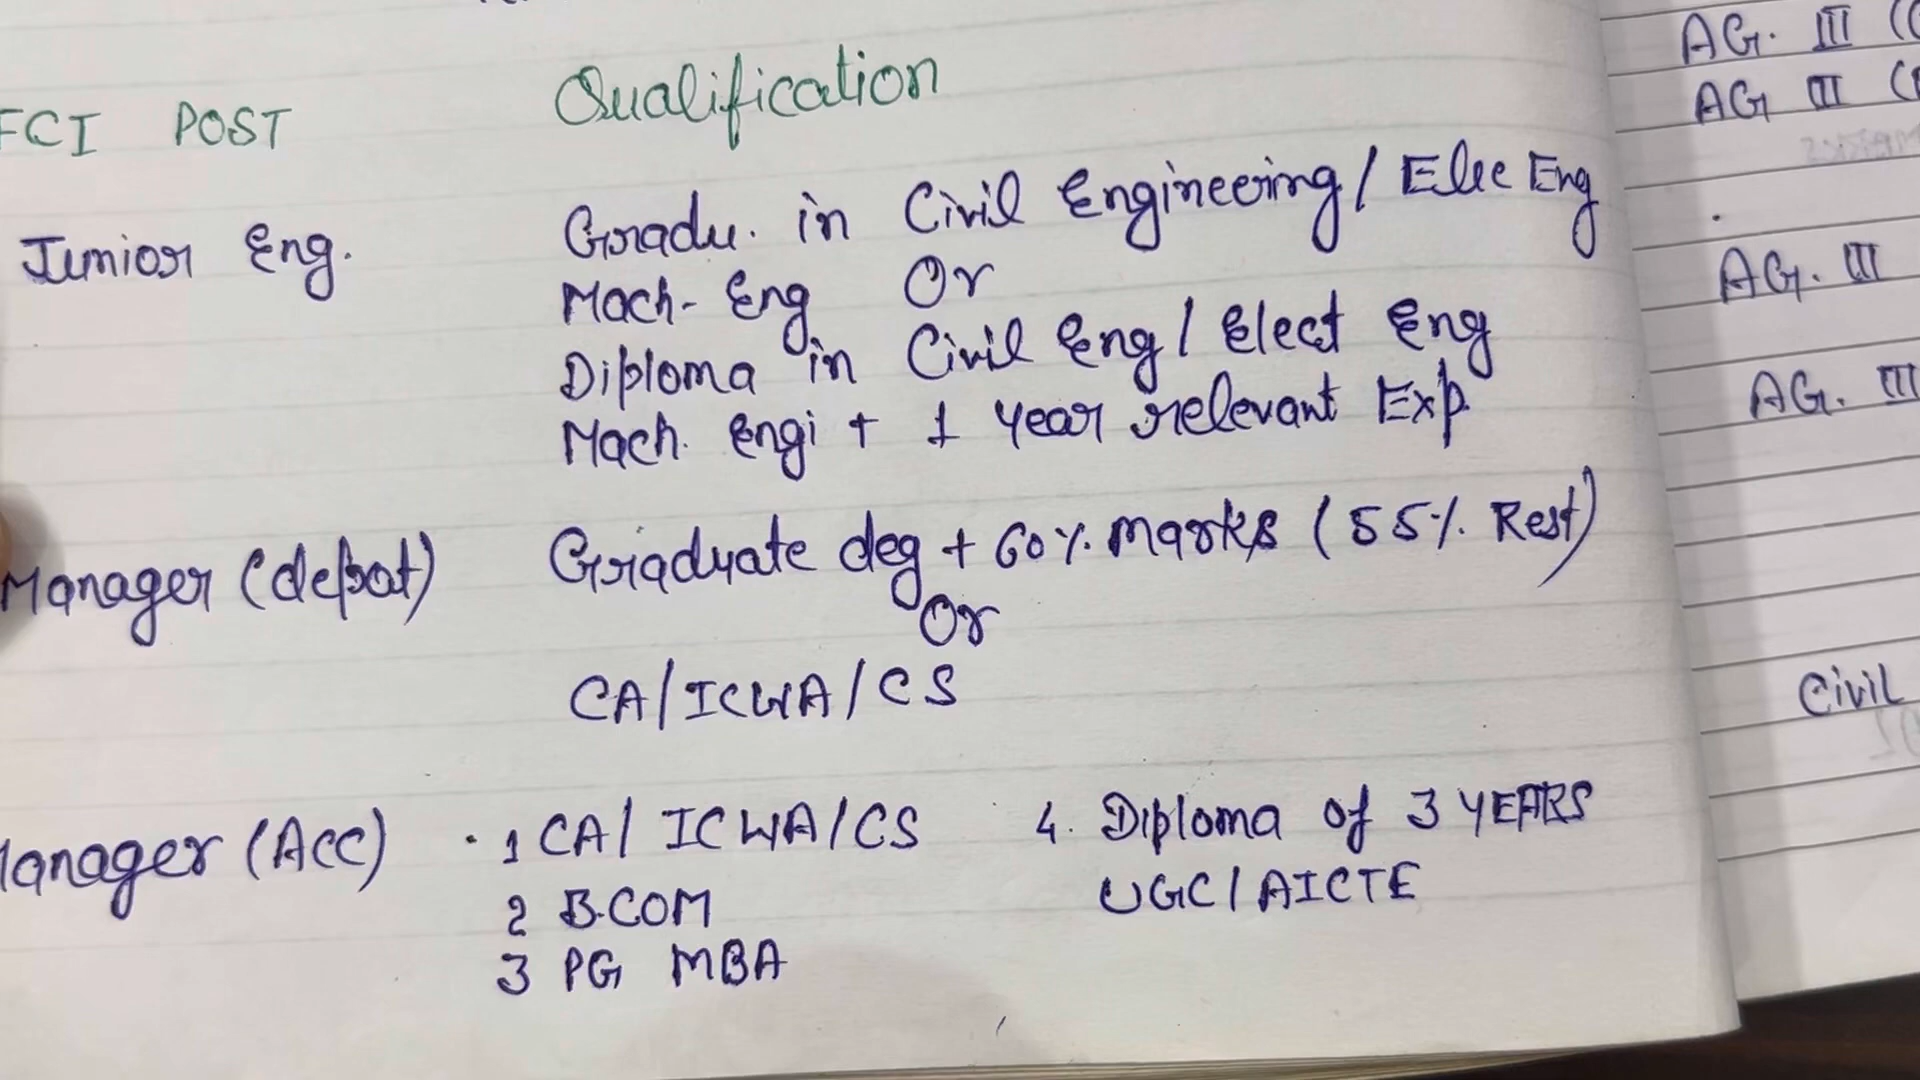 FCI POST Qualification
Junior Eng. Gradu. in Civil Engineering / Elec Eng
Mach- Eng Or
Diploma in Civil Eng / Elect Eng
Mach. Engi + 1 Year relevant Exp.
Manager (depot) Graduate deg + 60% Marks (55% Rest)
Or
CA/ICWA/CS
Manager (Acc) 1 CA/ ICWA/CS
2 B.COM
3 PG MBA
4. Diploma of 3 YEARS
UGC/AICTE
AG. III
AG III
AG. III
AG. III
Civil